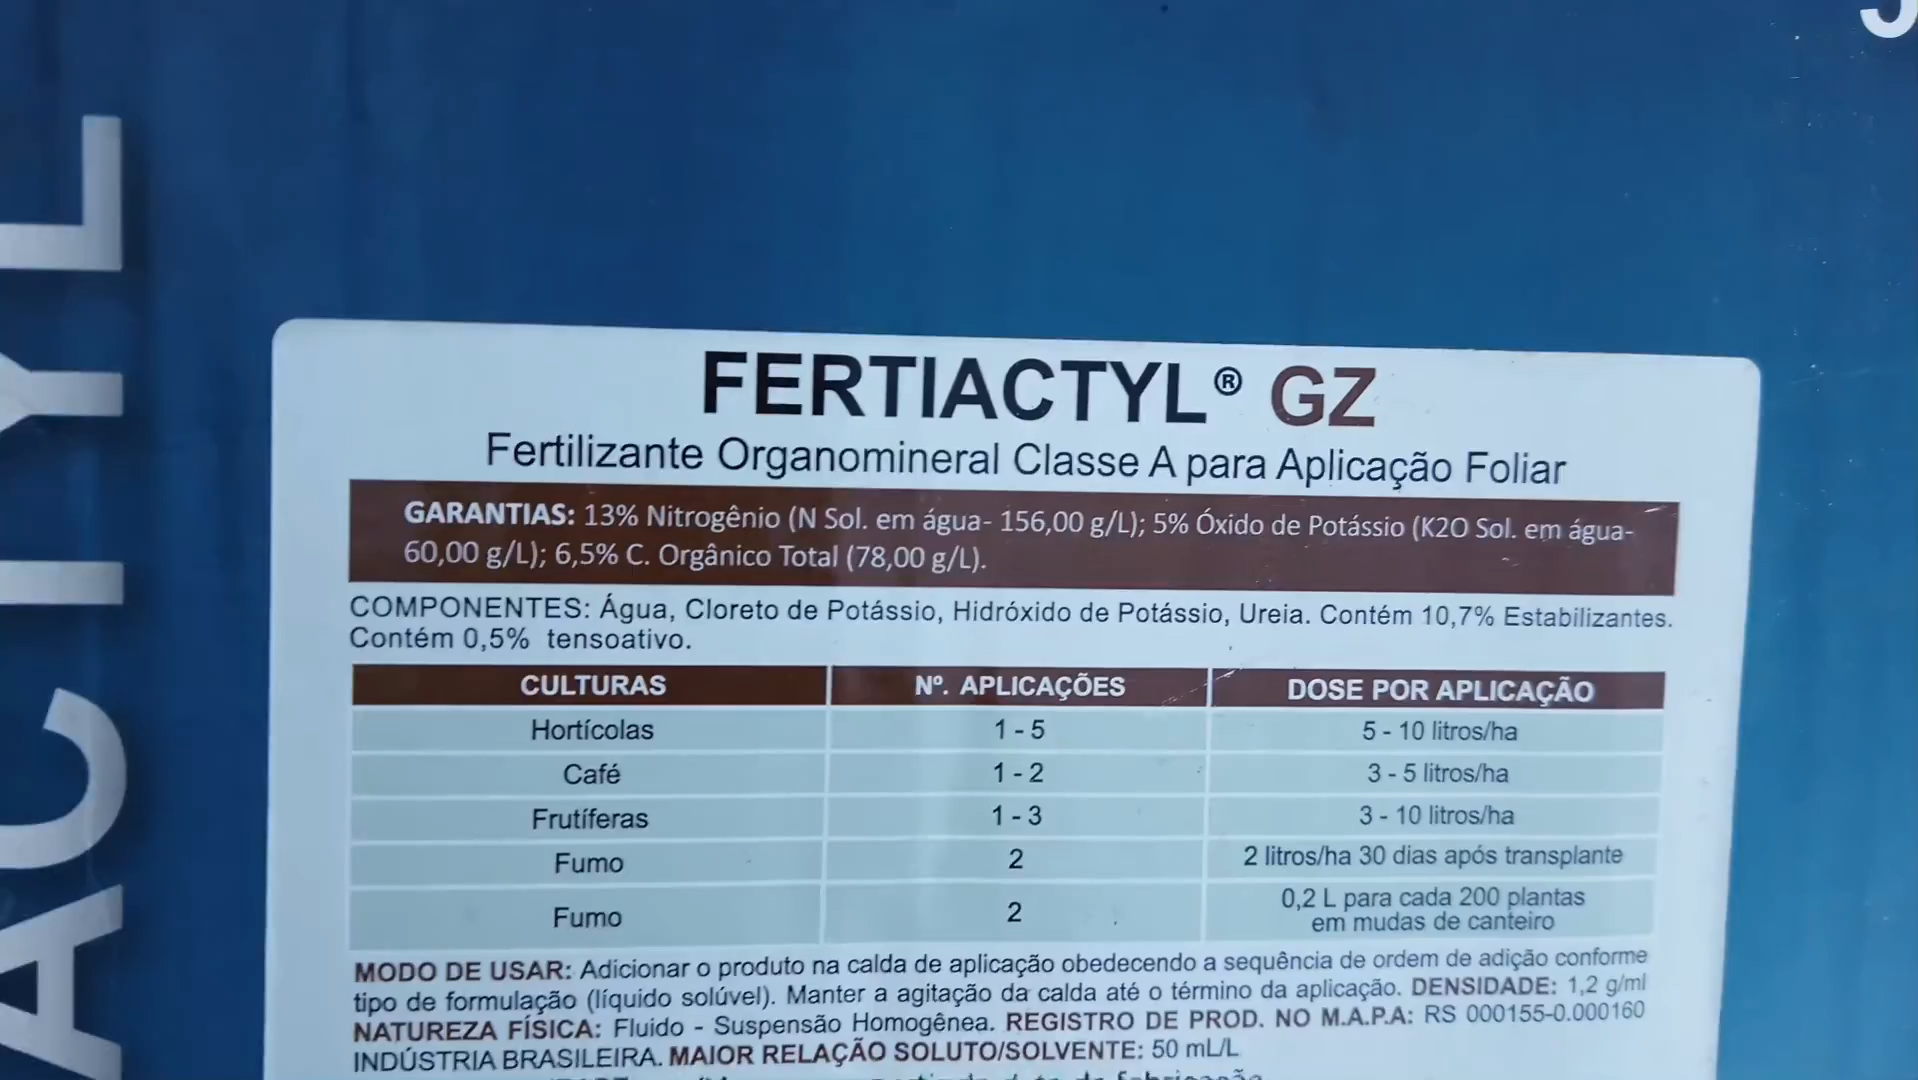 ACTYL
FERTIACTYL® GZ
Fertilizante Organomineral Classe A para Aplicação Foliar
GARANTIAS: 13% Nitrogênio (N Sol. em água- 156,00 g/L); 5% Óxido de Potássio (K2O Sol. em água-
60,00 g/L); 6,5% C. Orgânico Total (78,00 g/L).
COMPONENTES: Água, Cloreto de Potássio, Hidróxido de Potássio, Ureia. Contém 10,7% Estabilizantes.
Contém 0,5% tensoativo.
CULTURAS Nº. APLICAÇÕES DOSE POR APLICAÇÃO
Hortícolas 1 - 5 5 - 10 litros/ha
Café 1 - 2 3 - 5 litros/ha
Frutíferas 1 - 3 3 - 10 litros/ha
Fumo 2 2 litros/ha 30 dias após transplante
Fumo 2 0,2 L para cada 200 plantas
em mudas de canteiro
MODO DE USAR: Adicionar o produto na calda de aplicação obedecendo a sequência de ordem de adição conforme
tipo de formulação (líquido solúvel). Manter a agitação da calda até o término da aplicação. DENSIDADE: 1,2 g/ml
NATUREZA FÍSICA: Fluido - Suspensão Homogênea. REGISTRO DE PROD. NO M.A.P.A: RS 000155-0.000160
INDÚSTRIA BRASILEIRA. MAIOR RELAÇÃO SOLUTO/SOLVENTE: 50 mL/L